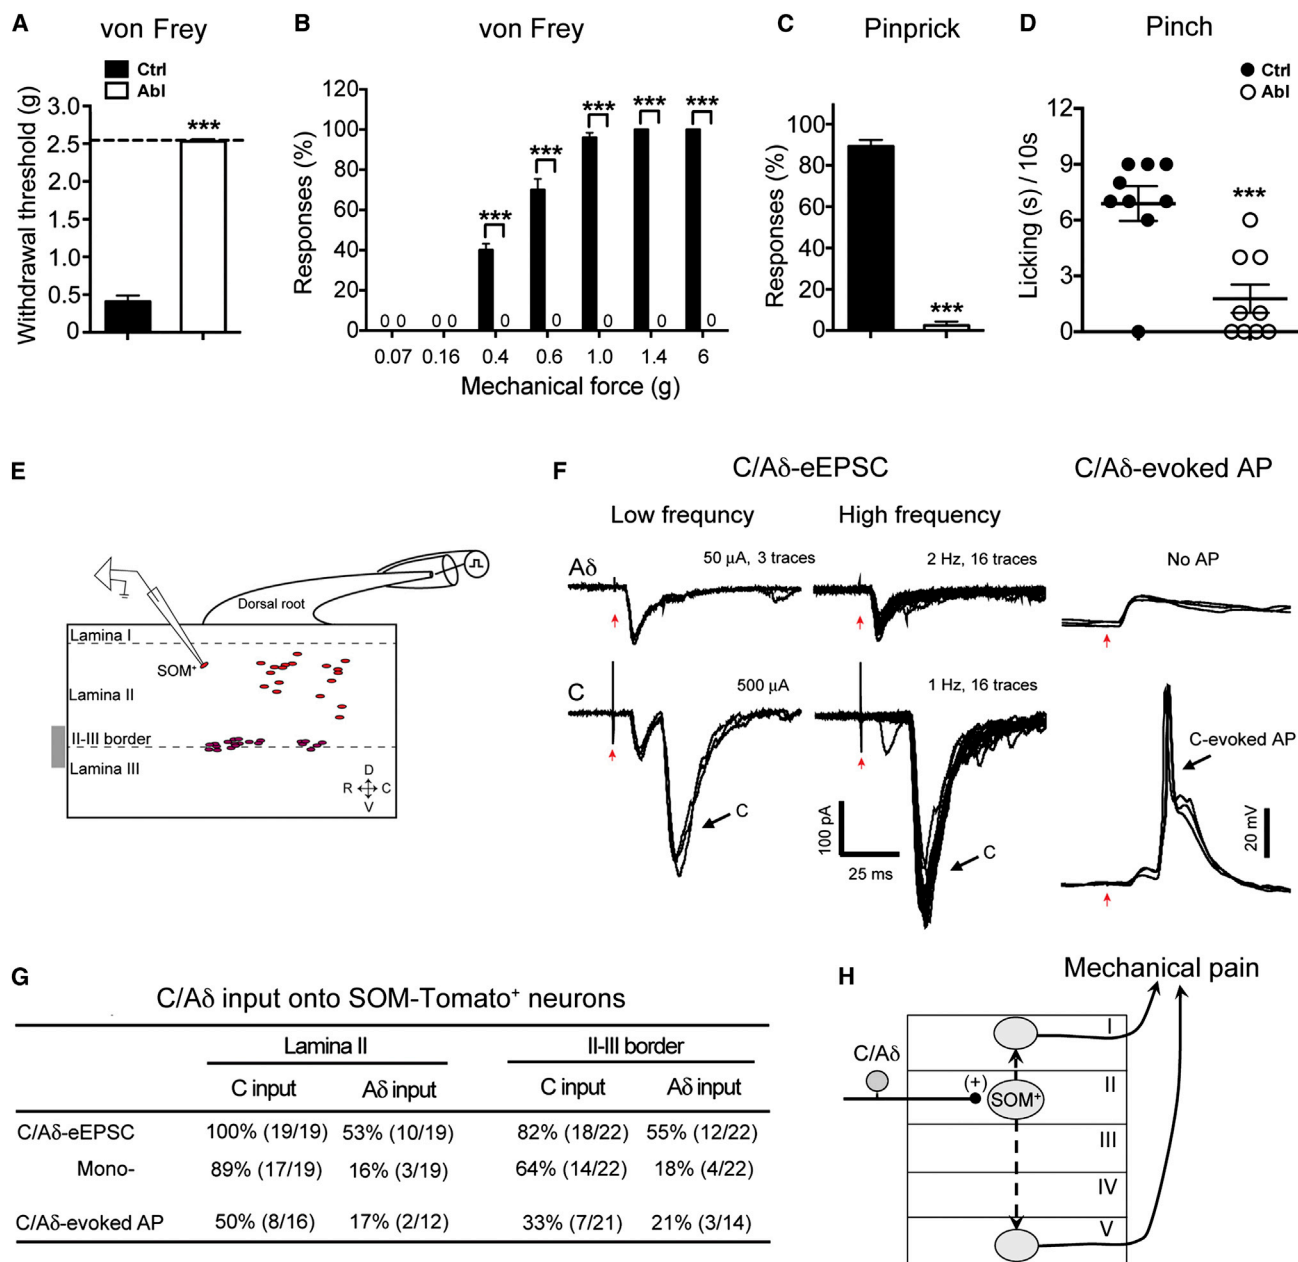 A
von Frey
Ctrl
Abl
Withdrawal threshold (g)
3.0
2.5
2.0
1.5
1.0
0.5
0
***
B
von Frey
Responses (%)
120
100
80
60
40
20
0
***
***
***
***
***
0 0
0 0
0
0
0
0
0
0.07
0.16
0.4
0.6
1.0
1.4
6
Mechanical force (g)
C
Pinprick
Responses (%)
100
80
60
40
20
0
***
D
Pinch
Ctrl
Abl
Licking (s) / 10s
12
9
6
3
0
***
E
Dorsal root
Lamina I
SOM+
Lamina II
II-III border
Lamina III
D
R
C
V
F
C/Aδ-eEPSC
C/Aδ-evoked AP
Low frequncy
High frequency
Aδ
50 µA, 3 traces
2 Hz, 16 traces
No AP
C
500 µA
1 Hz, 16 traces
C
C
C-evoked AP
100 pA
25 ms
20 mV
G
C/Aδ input onto SOM-Tomato+ neurons
Lamina II
II-III border
C input
Aδ input
C input
Aδ input
C/Aδ-eEPSC 100% (19/19) 53% (10/19) 82% (18/22) 55% (12/22)
Mono- 89% (17/19) 16% (3/19) 64% (14/22) 18% (4/22)
C/Aδ-evoked AP 50% (8/16) 17% (2/12) 33% (7/21) 21% (3/14)
H
Mechanical pain
C/Aδ
(+)
SOM+
I
II
III
IV
V